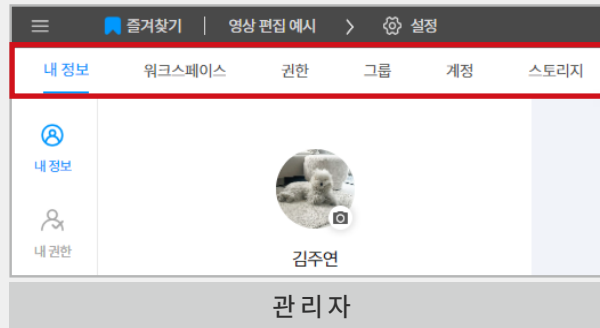 즐겨찾기 | 영상 편집 예시 > 설정
내 정보 워크스페이스 권한 그룹 계정 스토리지
내 정보
내 권한
김주연
관리자